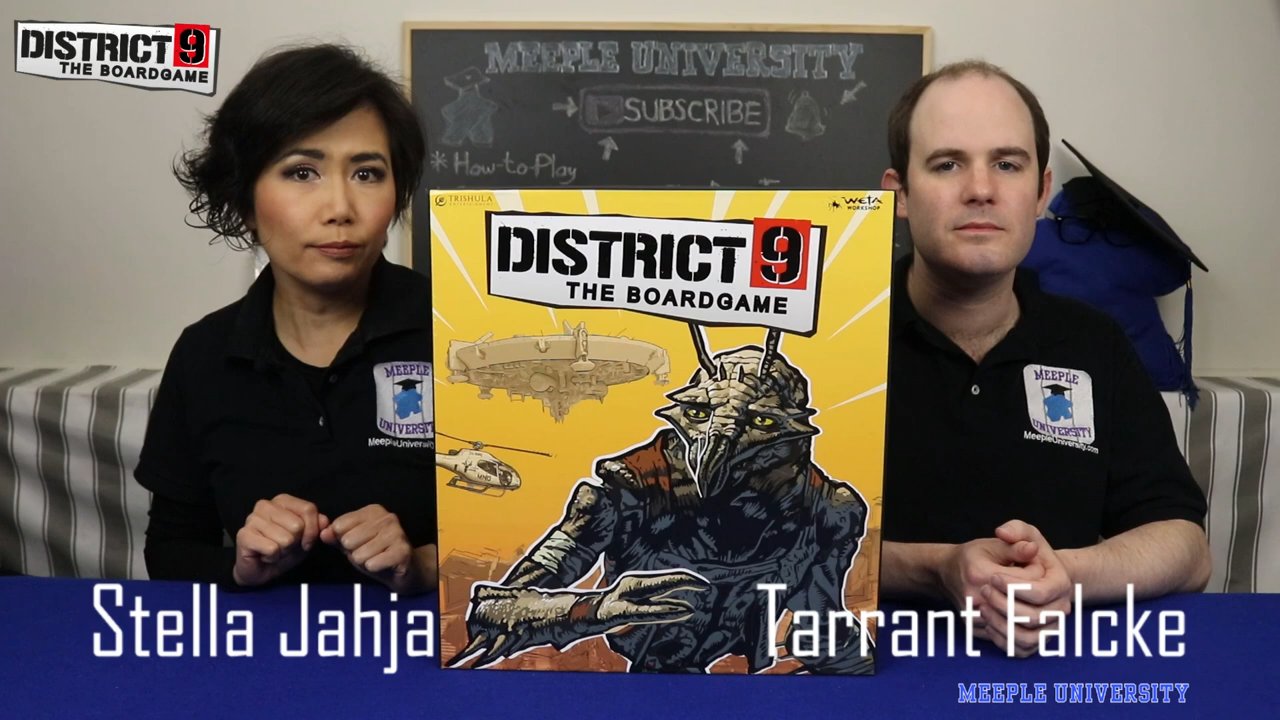 DISTRICT 9
THE BOARDGAME
MEEPLE UNIVERSITY
SUBSCRIBE
* How-to-Play
TRISHULA
ENTERTAINMENT
WETA
WORKSHOP
DISTRICT 9
THE BOARDGAME
MEEPLE
UNIVERSITY
MeepleUniversity
MEEPLE
UNIVERSITY
MeepleUniversity.com
Stella Jahja
Tarrant Falcke
MEEPLE UNIVERSITY